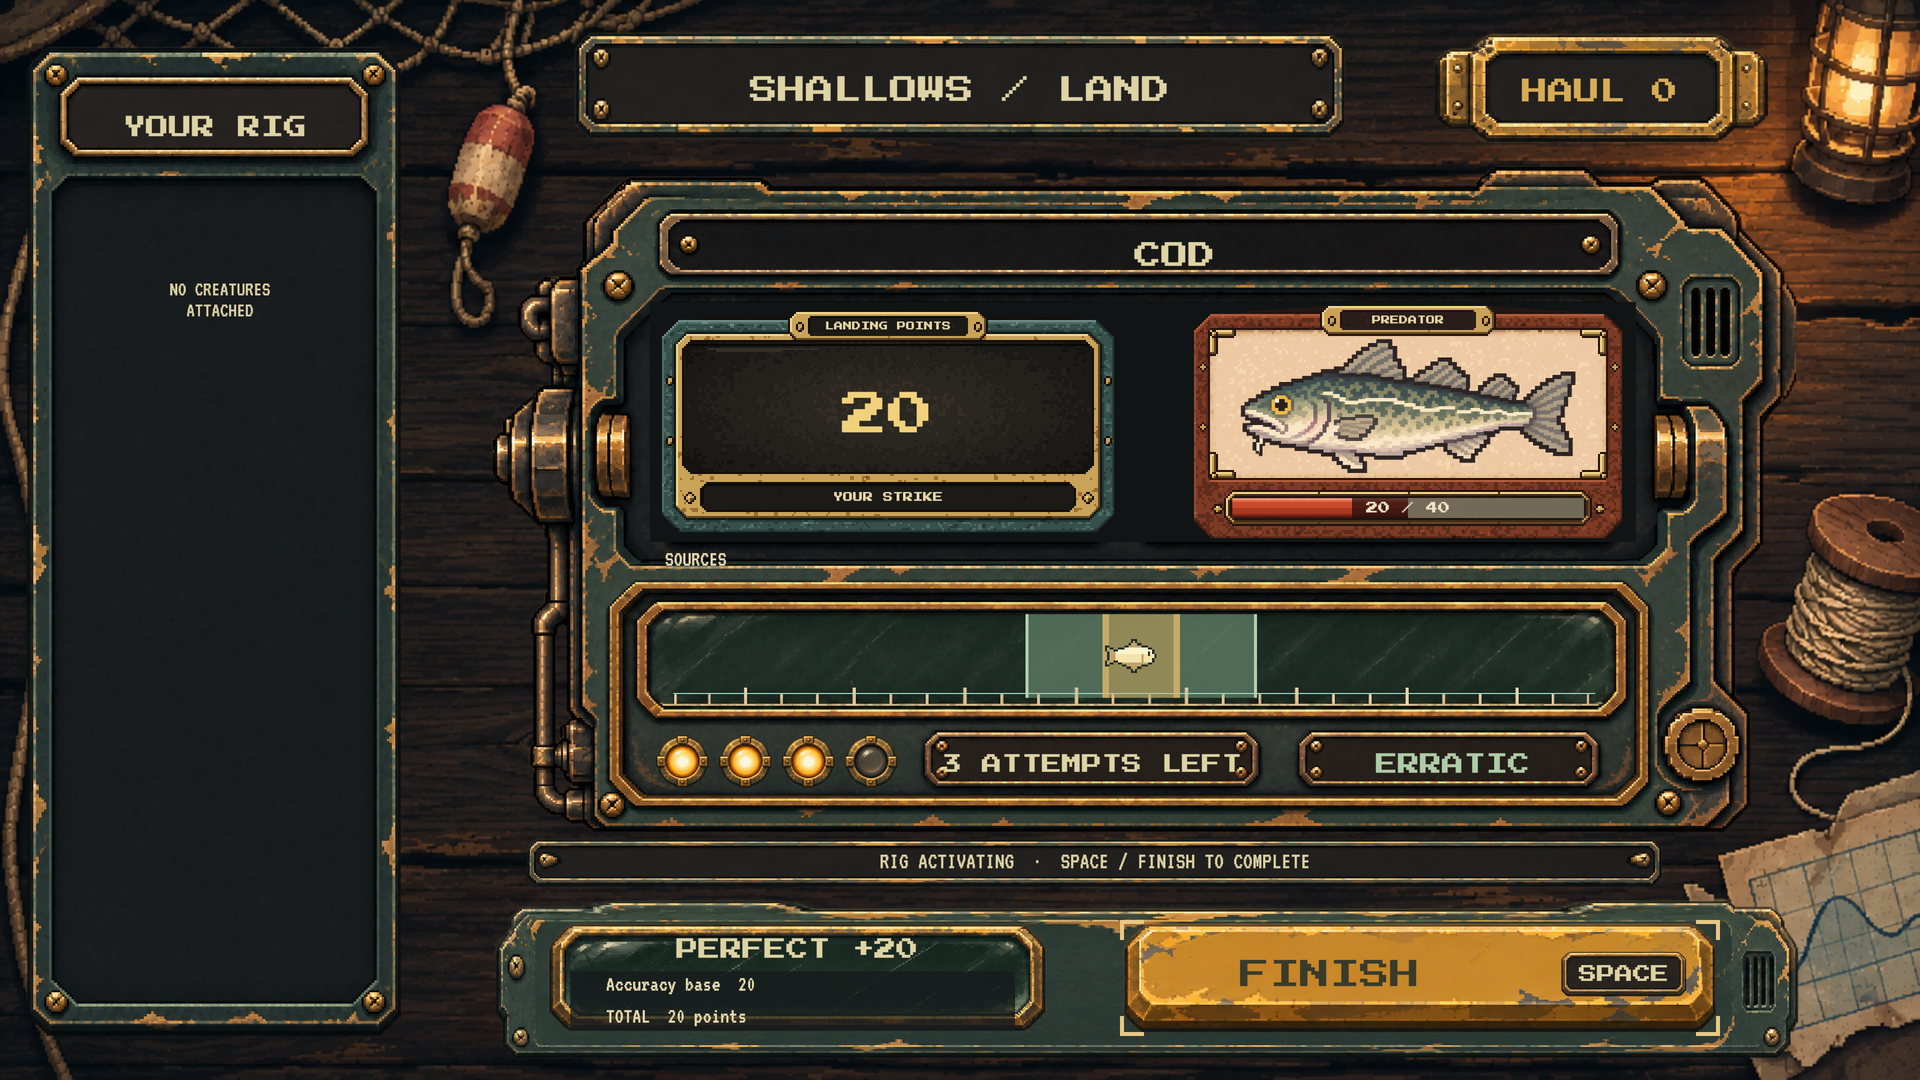 YOUR RIG
NO CREATURES
ATTACHED
SHALLOWS / LAND
HAUL 0
COD
LANDING POINTS
20
YOUR STRIKE
PREDATOR
20 / 40
SOURCES
3 ATTEMPTS LEFT
ERRATIC
RIG ACTIVATING · SPACE / FINISH TO COMPLETE
PERFECT +20
Accuracy base 20
TOTAL 20 points
FINISH
SPACE